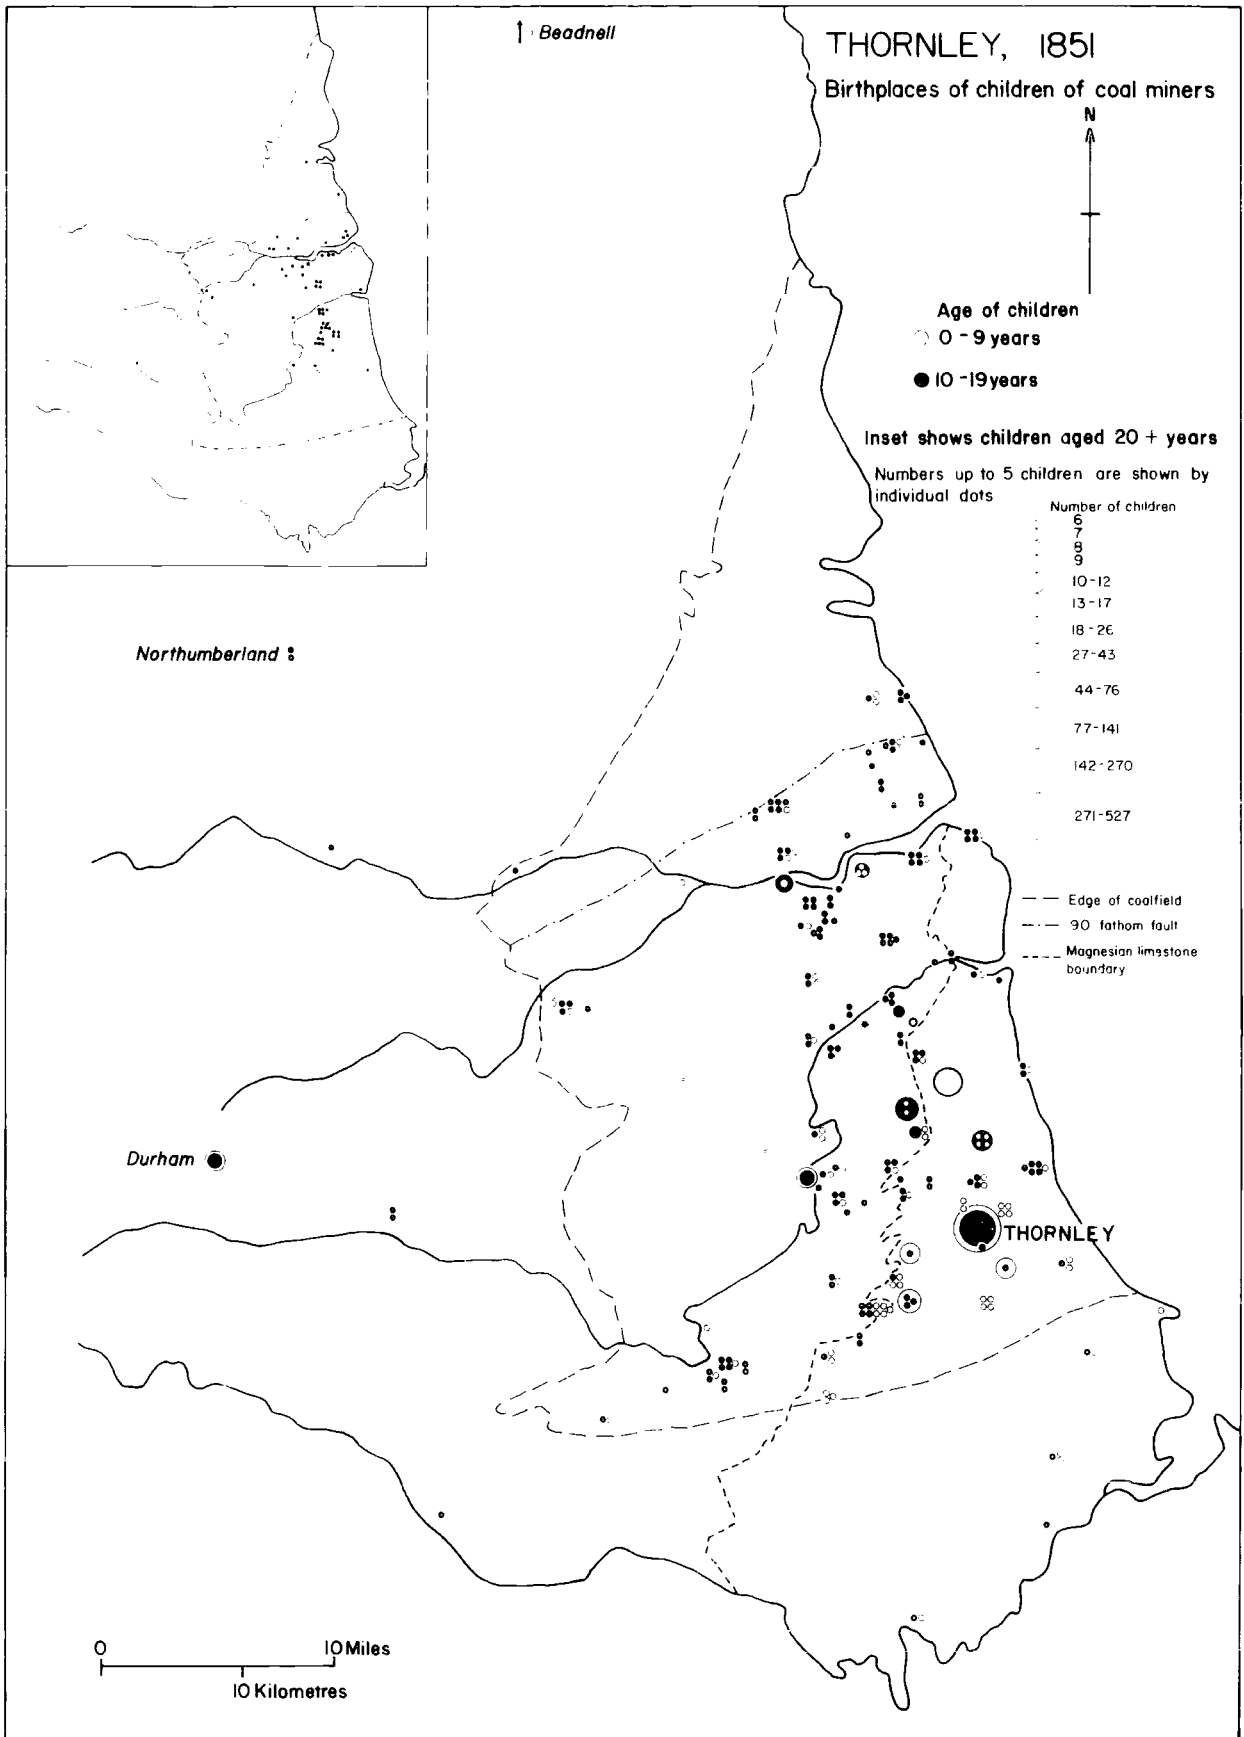 Beadnell
THORNLEY, 1851
Birthplaces of children of coal miners
N
Age of children
0-9 years
10-19 years
Inset shows children aged 20 + years
Numbers up to 5 children are shown by
individual dots
Number of children
6
7
8
9
10-12
13-17
18-26
27-43
44-76
77-141
142-270
271-527
Northumberland
Edge of coalfield
90 fathom fault
Magnesian limestone
boundary
Durham
THORNLEY
0 10 Miles
10 Kilometres